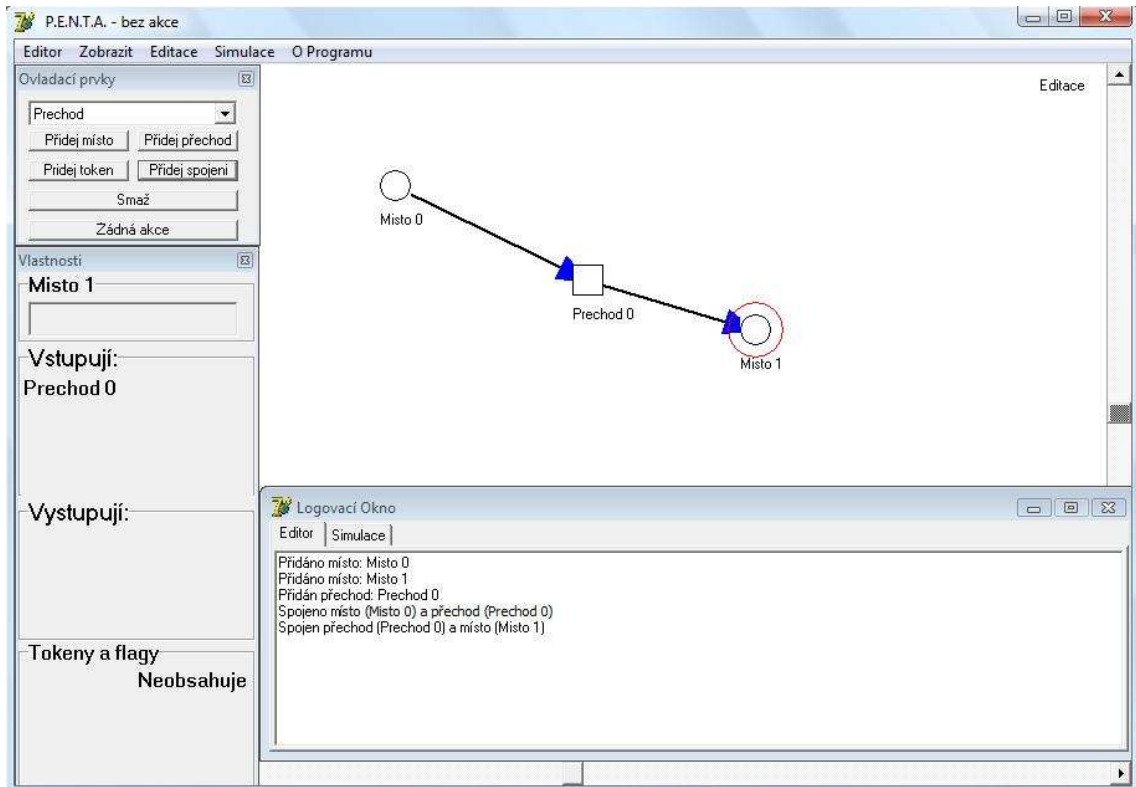 P.E.N.T.A. - bez akce
Editor Zobrazit Editace Simulace O Programu
Ovladací prvky
Prechod
Přidej místo Přidej přechod
Pridej token Přidej spojeni
Smaž
Žádná akce
Vlastnosti
Misto 1
Vstupují:
Prechod 0
Vystupují:
Tokeny a flagy
Neobsahuje
Editace
Misto 0
Prechod 0
Misto 1
Logovací Okno
Editor Simulace
Přidáno místo: Misto 0
Přidáno místo: Misto 1
Přidán přechod: Prechod 0
Spojeno místo (Misto 0) a přechod (Prechod 0)
Spojen přechod (Prechod 0) a místo (Misto 1)